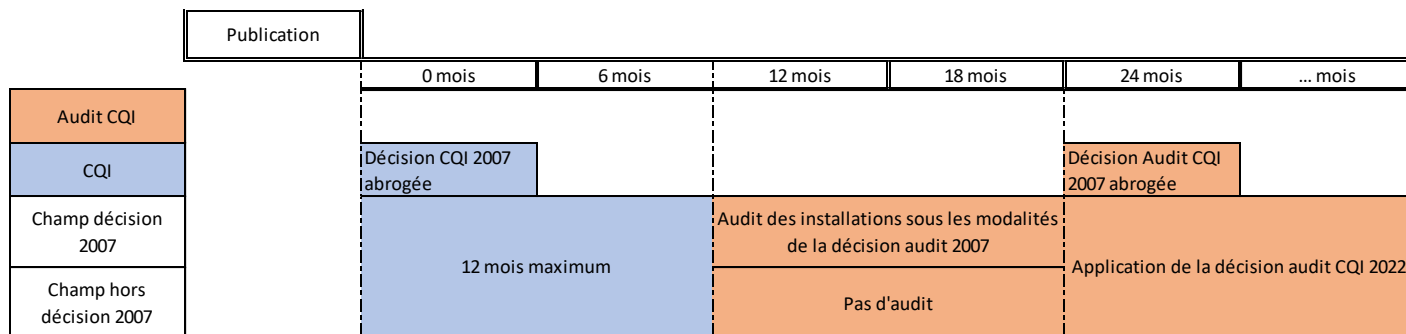 Publication
0 mois
6 mois
12 mois
18 mois
24 mois
... mois
Audit CQI
CQI
Décision CQI 2007
abrogée
Décision Audit CQI
2007 abrogée
Champ décision
2007
12 mois maximum
Audit des installations sous les modalités
de la décision audit 2007
Application de la décision audit CQI 2022
Champ hors
décision 2007
Pas d'audit